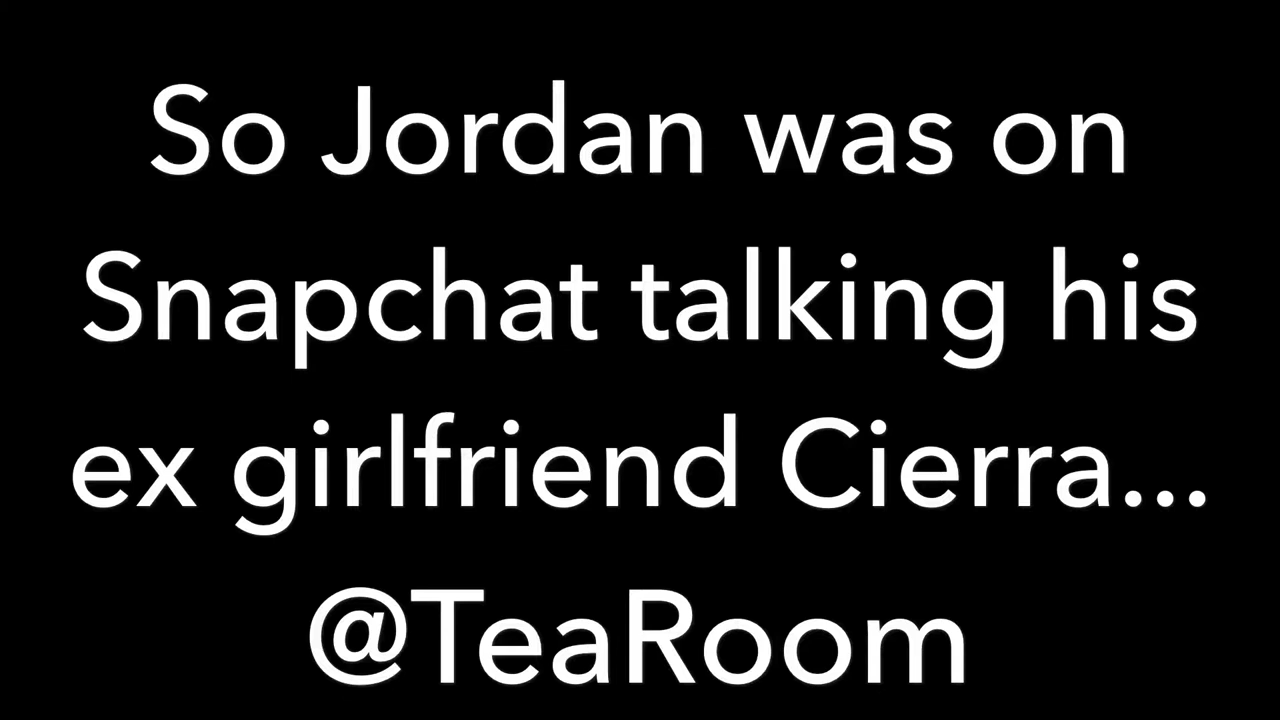 So Jordan was on
Snapchat talking his
ex girlfriend Cierra...
@TeaRoom